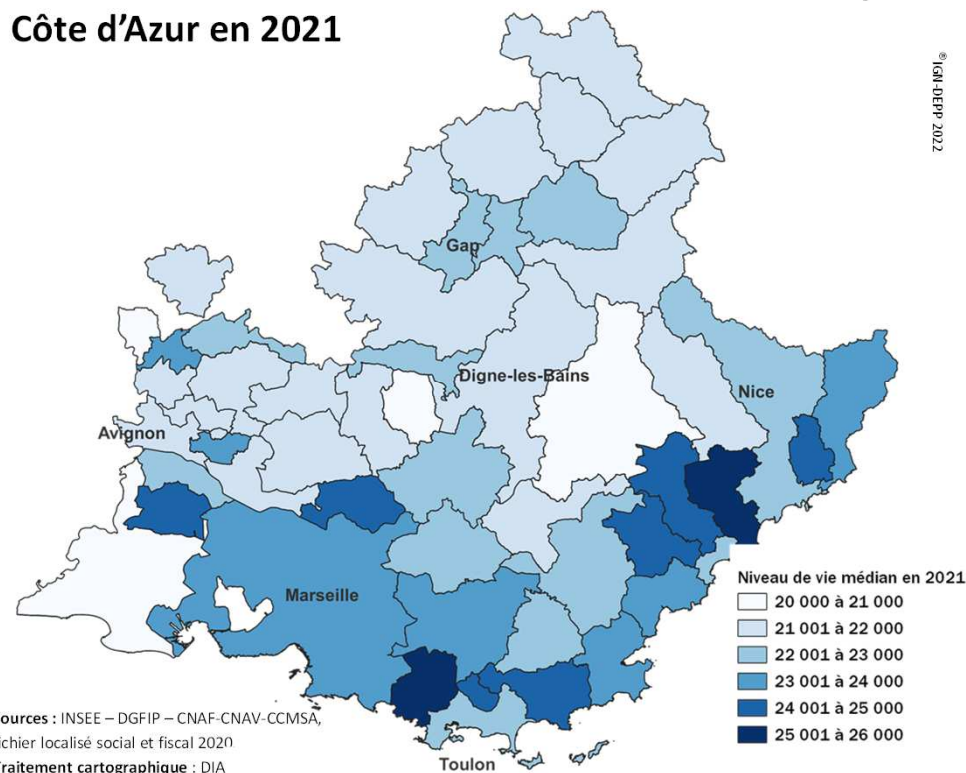 Côte d'Azur en 2021
© IGN-DEPP 2022
Gap
Digne-les-Bains
Nice
Avignon
Marseille
Toulon
Niveau de vie médian en 2021
20 000 à 21 000
21 001 à 22 000
22 001 à 23 000
23 001 à 24 000
24 001 à 25 000
25 001 à 26 000
ources : INSEE – DGFIP – CNAF-CNAV-CCMSA,
ichier localisé social et fiscal 2020
Traitement cartographique : DIA